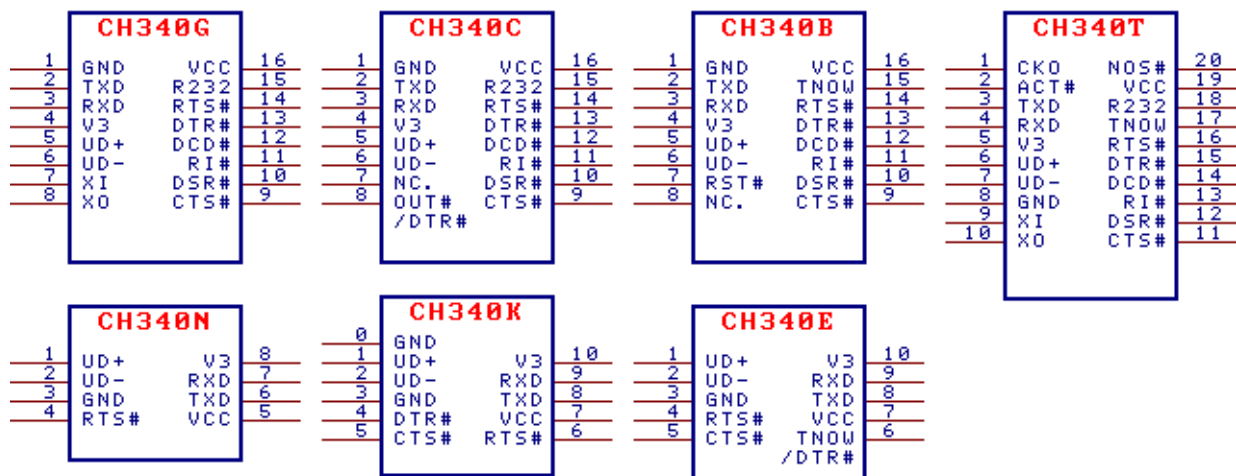 CH340G
1 GND VCC 16
2 TXD R232 15
3 RXD RTS# 14
4 V3 DTR# 13
5 UD+ DCD# 12
6 UD- RI# 11
7 XI DSR# 10
8 XO CTS# 9
CH340C
1 GND VCC 16
2 TXD R232 15
3 RXD RTS# 14
4 V3 DTR# 13
5 UD+ DCD# 12
6 UD- RI# 11
7 NC. DSR# 10
8 OUT# CTS# 9
/DTR#
CH340B
1 GND VCC 16
2 TXD TNOW 15
3 RXD RTS# 14
4 V3 DTR# 13
5 UD+ DCD# 12
6 UD- RI# 11
7 RST# DSR# 10
8 NC. CTS# 9
CH340T
1 CKO NOS# 20
2 ACT# VCC 19
3 TXD R232 18
4 RXD TNOW 17
5 V3 RTS# 16
6 UD+ DTR# 15
7 UD- DCD# 14
8 GND RI# 13
9 XI DSR# 12
10 XO CTS# 11
CH340N
1 UD+ V3 8
2 UD- RXD 7
3 GND TXD 6
4 RTS# VCC 5
CH340K
0 GND
1 UD+ V3 10
2 UD- RXD 9
3 GND TXD 8
4 DTR# VCC 7
5 CTS# RTS# 6
CH340E
1 UD+ V3 10
2 UD- RXD 9
3 GND TXD 8
4 RTS# VCC 7
5 CTS# TNOW 6
/DTR#